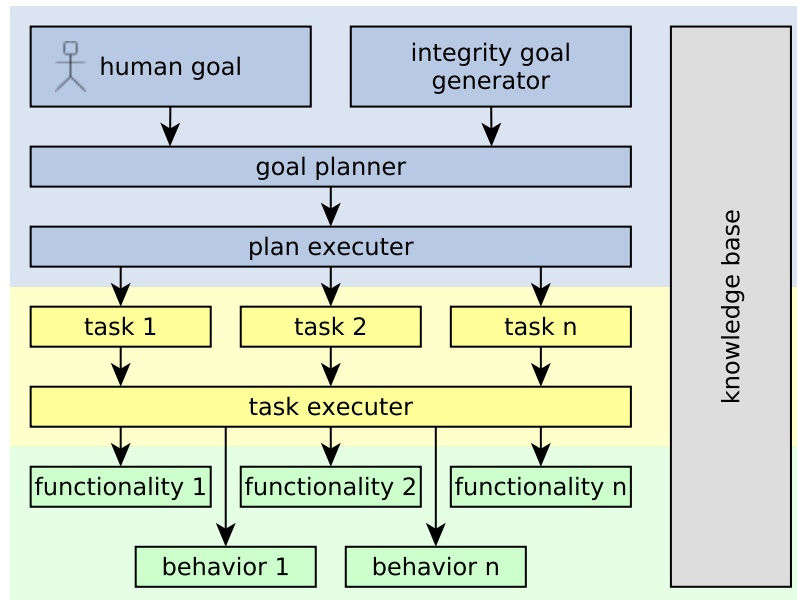 human goal
integrity goal
generator
goal planner
plan executer
task 1
task 2
task n
task executer
functionality 1
functionality 2
functionality n
behavior 1
behavior n
knowledge base